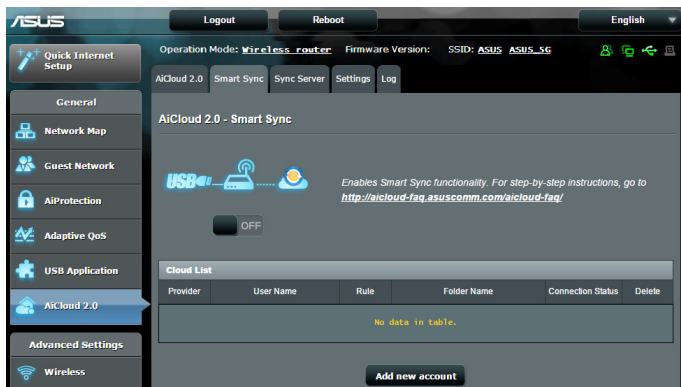 ASUS
Logout
Reboot
English
Quick Internet
Setup
Operation Mode: Wireless router Firmware Version: SSID: ASUS ASUS_5G
AiCloud 2.0
Smart Sync
Sync Server
Settings
Log
General
Network Map
Guest Network
AiProtection
Adaptive QoS
USB Application
AiCloud 2.0
Advanced Settings
Wireless
AiCloud 2.0 - Smart Sync
USB
Enables Smart Sync functionality. For step-by-step instructions, go to
http://aicloud-faq.asuscomm.com/aicloud-faq/
OFF
Cloud List
Provider User Name Rule Folder Name Connection Status Delete
No data in table.
Add new account